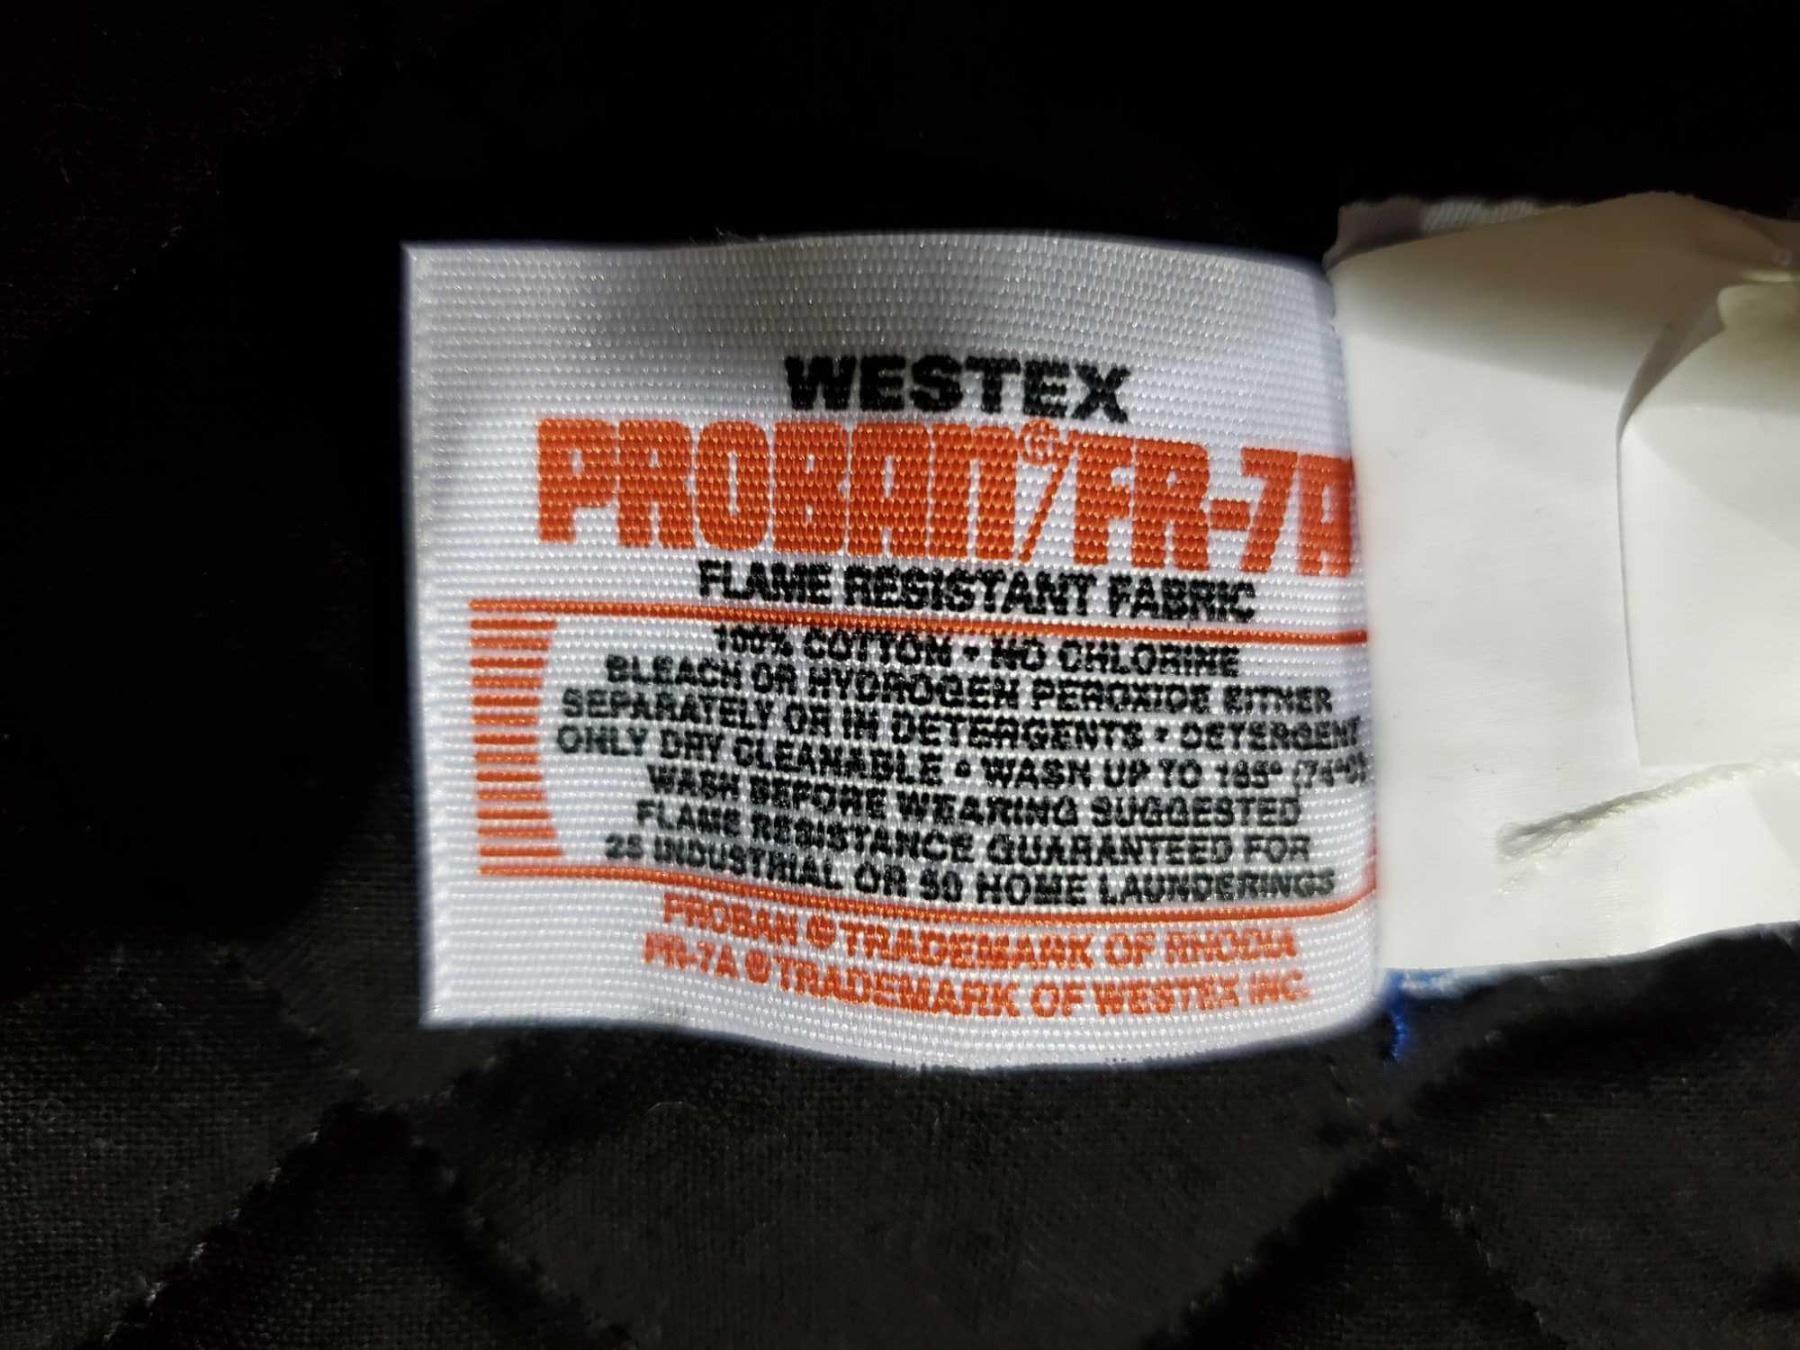 WESTEX
PROBAN®/FR-7A
FLAME RESISTANT FABRIC
100% COTTON • NO CHLORINE
BLEACH OR HYDROGEN PEROXIDE EITHER
SEPARATELY OR IN DETERGENTS • DETERGENT
ONLY DRY CLEANABLE • WASH UP TO 165° (74°C)
WASH BEFORE WEARING SUGGESTED
FLAME RESISTANCE GUARANTEED FOR
25 INDUSTRIAL OR 50 HOME LAUNDERINGS
PROBAN ® TRADEMARK OF RHODIA
FR-7A ® TRADEMARK OF WESTEX INC.